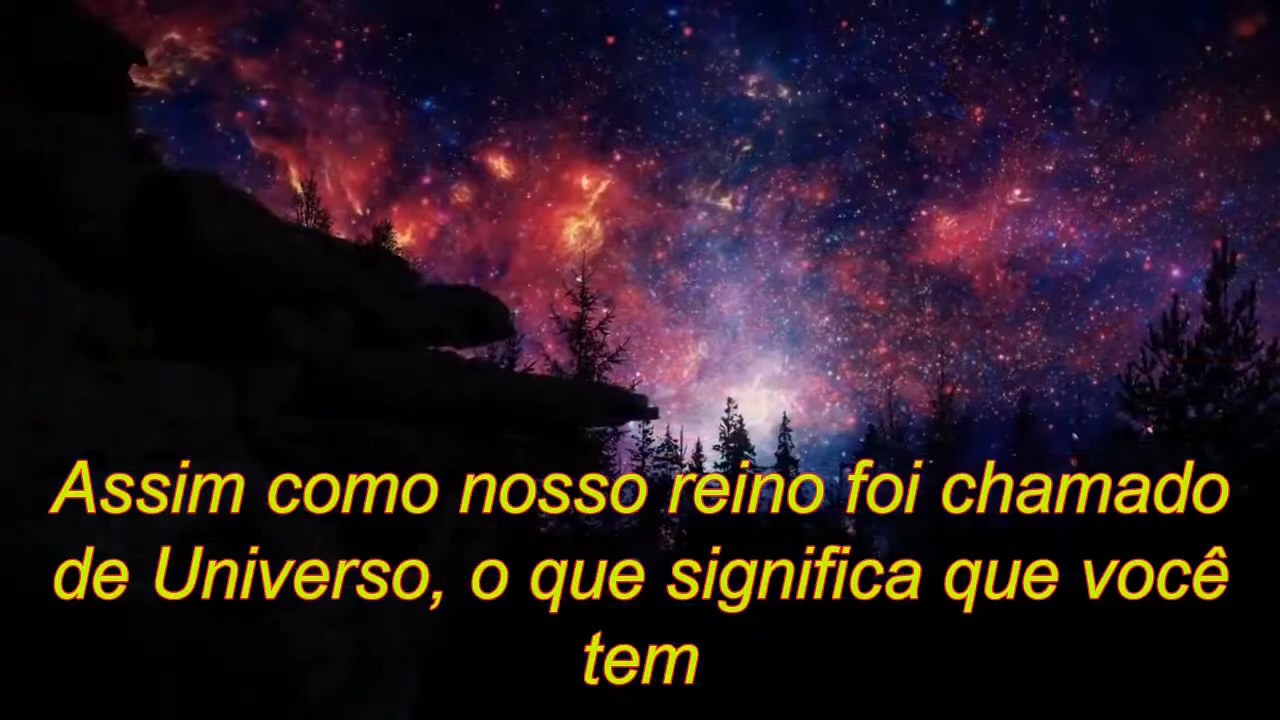 Assim como nosso reino foi chamado
de Universo, o que significa que você
tem